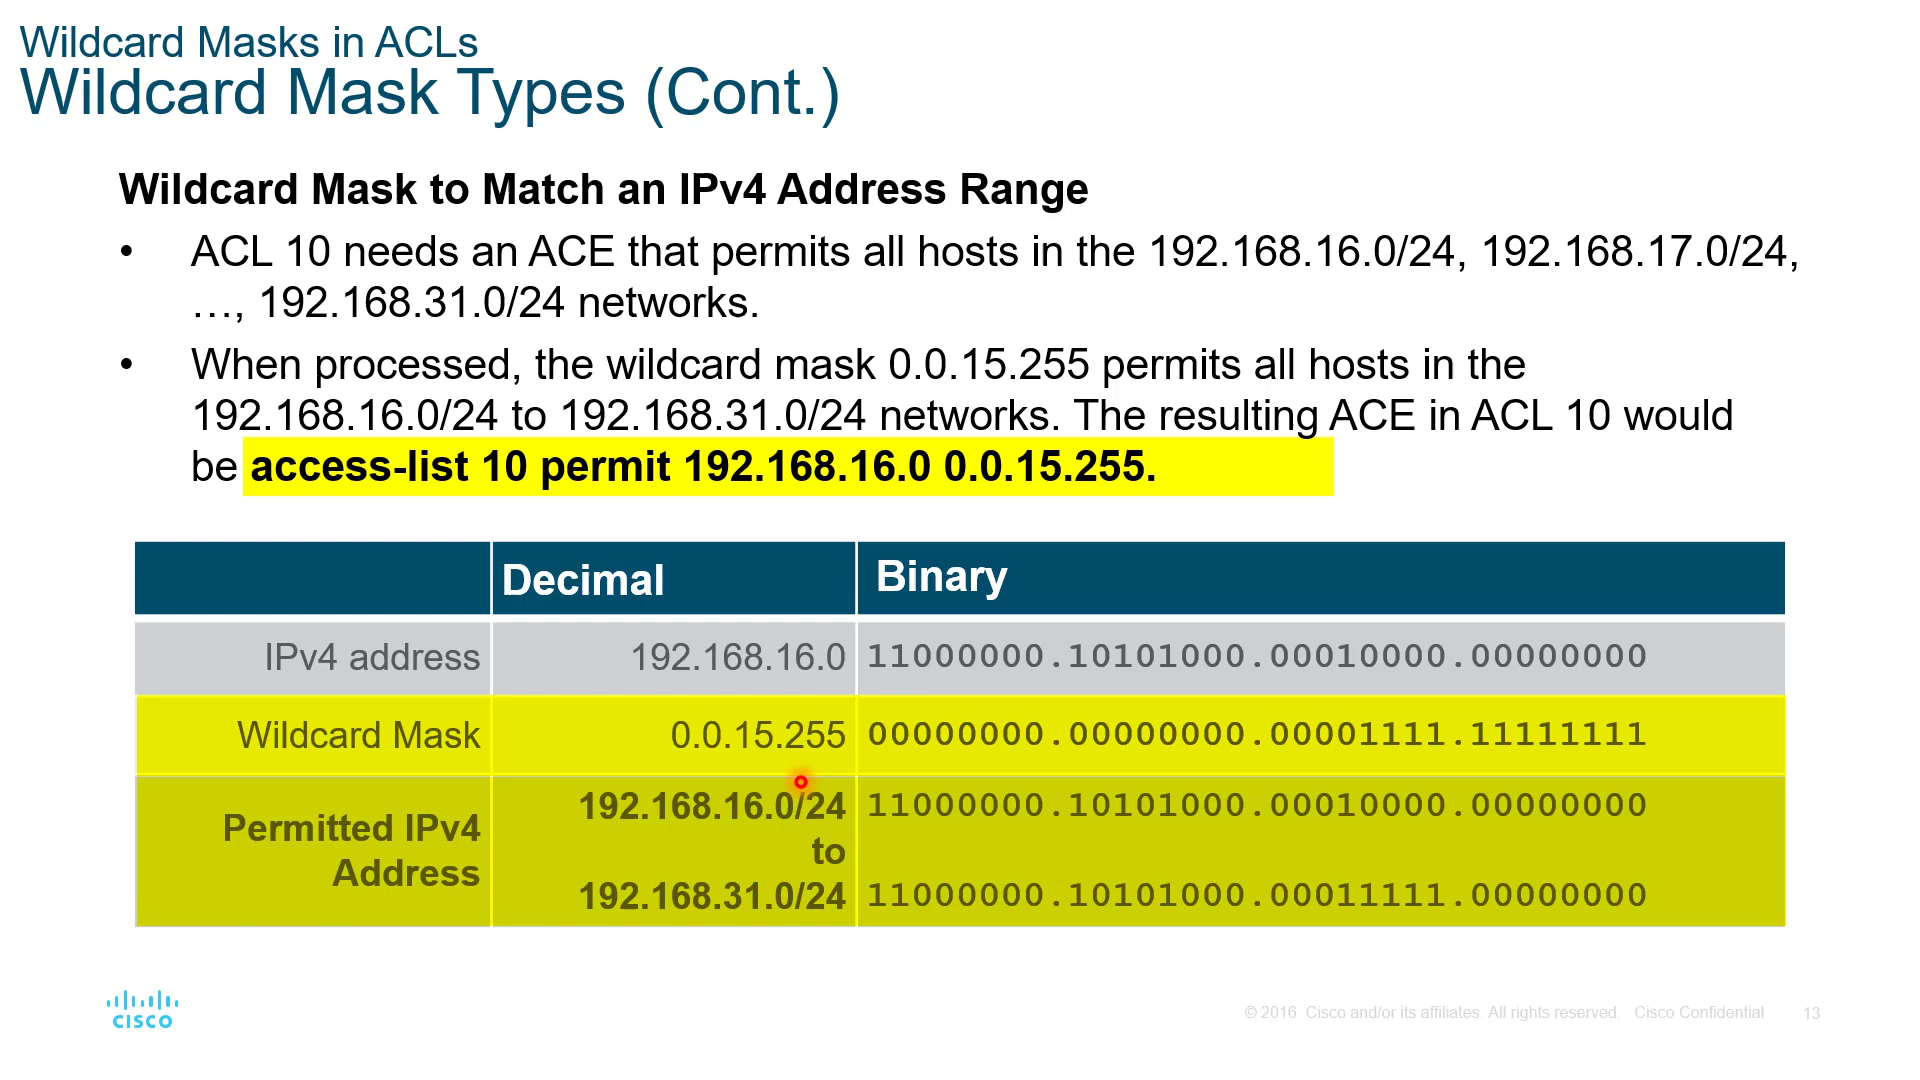 Wildcard Masks in ACLs
Wildcard Mask Types (Cont.)
Wildcard Mask to Match an IPv4 Address Range
• ACL 10 needs an ACE that permits all hosts in the 192.168.16.0/24, 192.168.17.0/24,
…, 192.168.31.0/24 networks.
• When processed, the wildcard mask 0.0.15.255 permits all hosts in the
192.168.16.0/24 to 192.168.31.0/24 networks. The resulting ACE in ACL 10 would
be access-list 10 permit 192.168.16.0 0.0.15.255.
Decimal Binary
IPv4 address 192.168.16.0 11000000.10101000.00010000.00000000
Wildcard Mask 0.0.15.255 00000000.00000000.00001111.11111111
Permitted IPv4 Address 192.168.16.0/24 11000000.10101000.00010000.00000000
to
192.168.31.0/24 11000000.10101000.00011111.00000000
CISCO
© 2016 Cisco and/or its affiliates. All rights reserved. Cisco Confidential 13